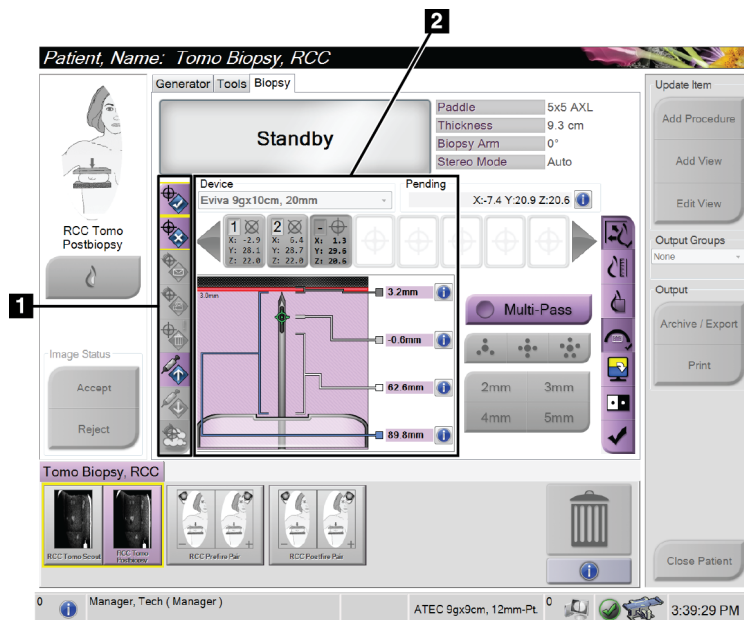 2
Patient, Name: Tomo Biopsy, RCC
Generator Tools Biopsy
Standby
Paddle 5x5 AXL
Thickness 9.3 cm
Biopsy Arm 0°
Stereo Mode Auto
Device
Eviva 9gx10cm, 20mm
Pending
X:-7.4 Y:20.9 Z:20.6
1
X: -2.9
Y: 28.1
Z: 22.0
2
X: 6.4
Y: 28.7
Z: 22.0
-
X: 1.3
Y: 29.6
Z: 20.6
3.0mm
3.2mm
-0.6mm
62.6mm
89.8mm
Multi-Pass
2mm 3mm
4mm 5mm
1
RCC Tomo
Postbiopsy
Image Status
Accept
Reject
Update Item
Add Procedure
Add View
Edit View
Output Groups
None
Output
Archive / Export
Print
Close Patient
Tomo Biopsy, RCC
RCC Tomo Scout
RCC Tomo
Postbiopsy
RCC Prefire Pair
RCC Postfire Pair
0
Manager, Tech ( Manager )
ATEC 9gx9cm, 12mm-Pt.
0
3:39:29 PM